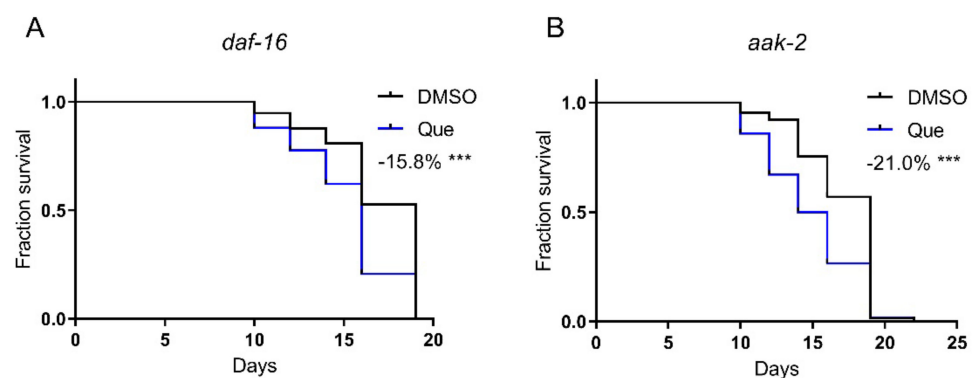 A
daf-16
1.0
0.5
0.0
Fraction survival
DMSO
Que
-15.8% ***
0 5 10 15 20
Days
B
aak-2
1.0
0.5
0.0
Fraction survival
DMSO
Que
-21.0% ***
0 5 10 15 20 25
Days